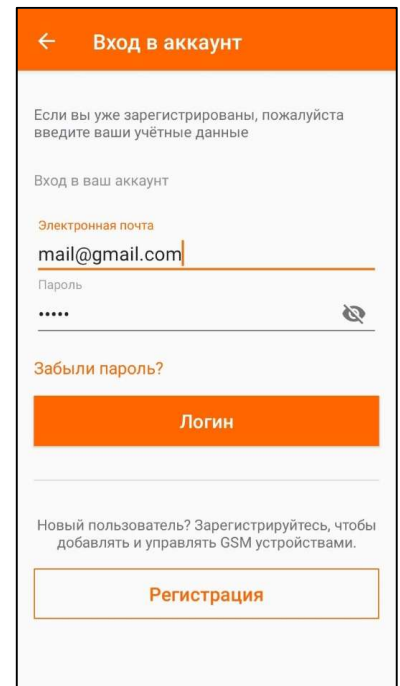 Вход в аккаунт
Если вы уже зарегистрированы, пожалуйста
введите ваши учётные данные
Вход в ваш аккаунт
Электронная почта
mail@gmail.com
Пароль
•••••
Забыли пароль?
Логин
Новый пользователь? Зарегистрируйтесь, чтобы
добавлять и управлять GSM устройствами.
Регистрация